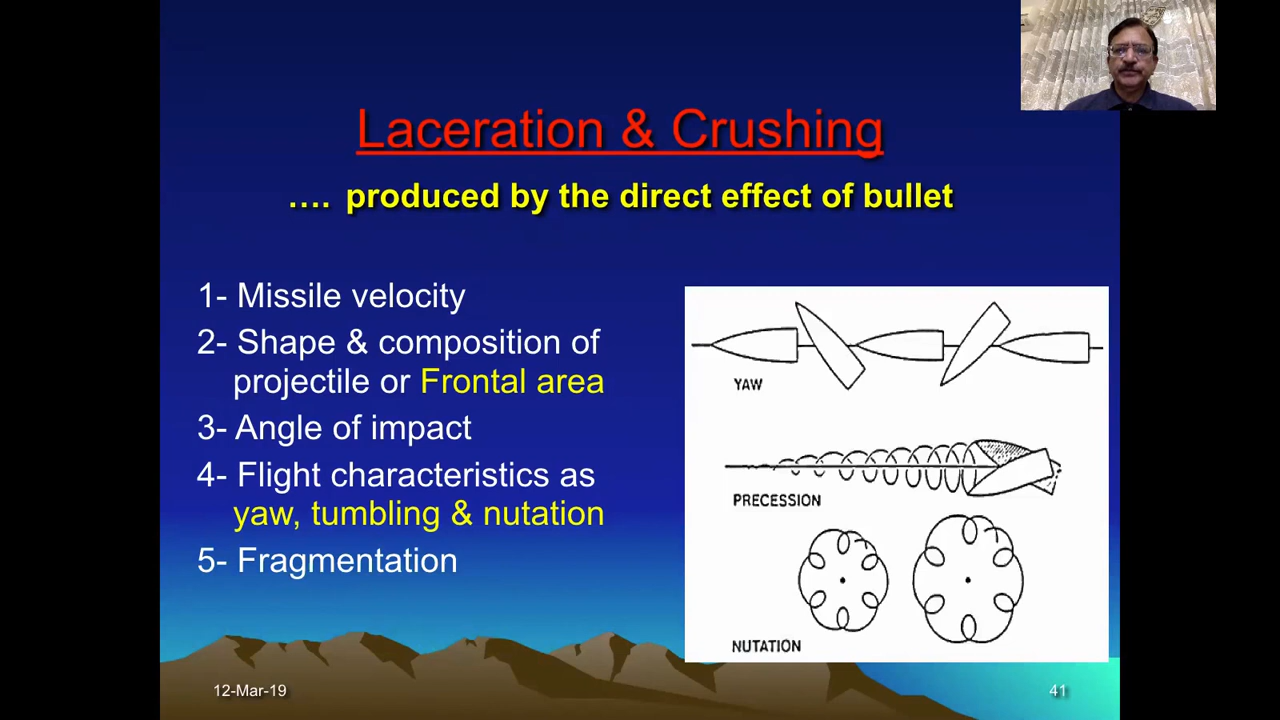 Laceration & Crushing
…. produced by the direct effect of bullet
1- Missile velocity
2- Shape & composition of
projectile or Frontal area
3- Angle of impact
4- Flight characteristics as
yaw, tumbling & nutation
5- Fragmentation
YAW
PRECESSION
NUTATION
12-Mar-19
41